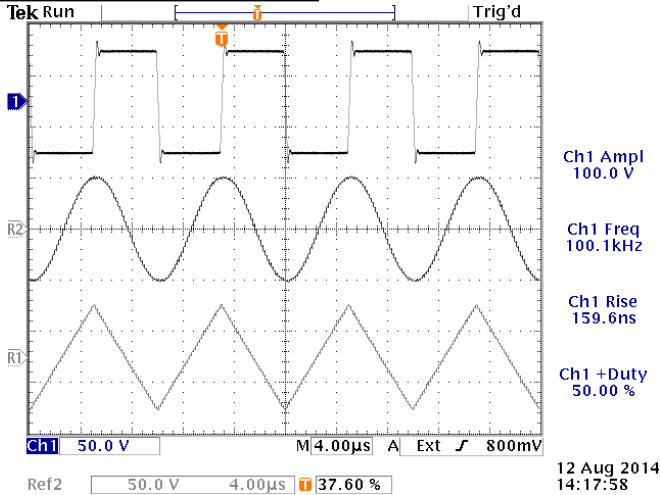 Tek Run Trig'd
T
T
1
Ch1 Ampl
100.0 V
R2
Ch1 Freq
100.1kHz
Ch1 Rise
159.6ns
R1
Ch1 +Duty
50.00 %
Ch1 50.0 V M 4.00µs A Ext 800mV
Ref2 50.0 V 4.00µs T 37.60 %
12 Aug 2014
14:17:58